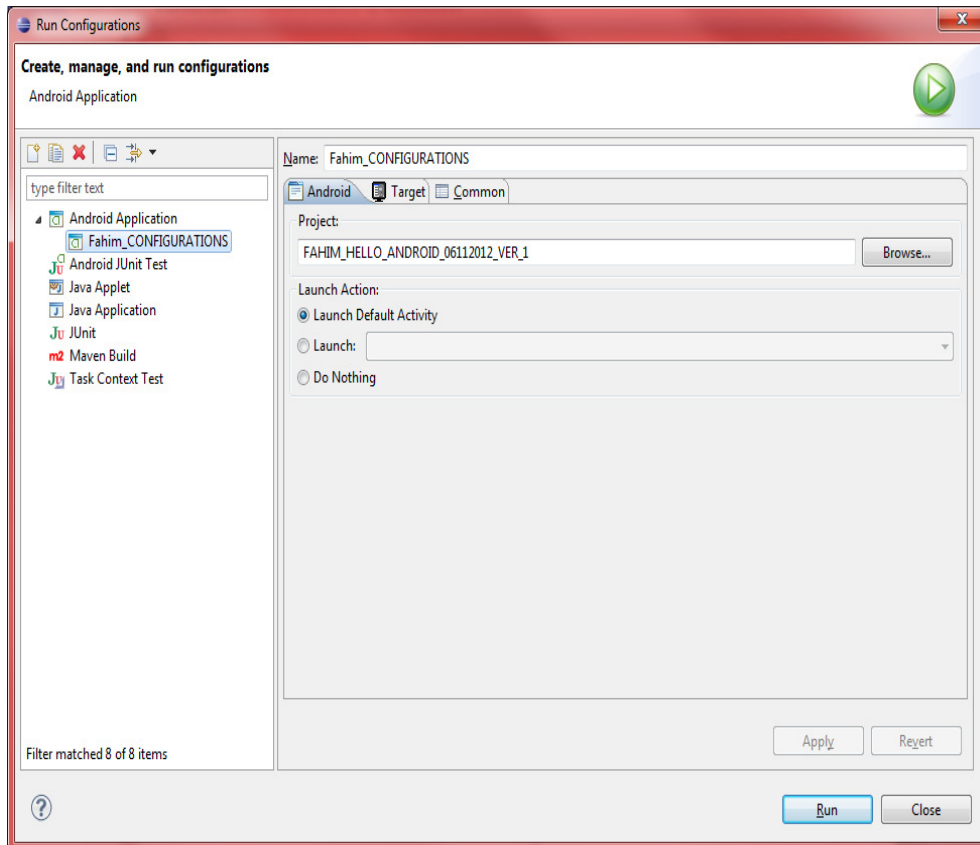 Run Configurations
Create, manage, and run configurations
Android Application
type filter text
Android Application
Fahim_CONFIGURATIONS
Android JUnit Test
Java Applet
Java Application
JUnit
Maven Build
Task Context Test
Filter matched 8 of 8 items
Name: Fahim_CONFIGURATIONS
Android Target Common
Project:
FAHIM_HELLO_ANDROID_06112012_VER_1 Browse...
Launch Action:
Launch Default Activity
Launch:
Do Nothing
Apply Revert
Run Close